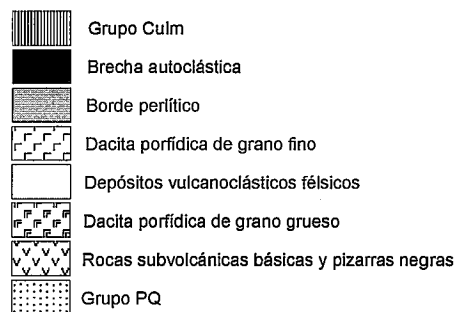 Grupo Culm
Brecha autoclástica
Borde perlítico
Dacita porfídica de grano fino
Depósitos vulcanoclásticos félsicos
Dacita porfídica de grano grueso
Rocas subvolcánicas básicas y pizarras negras
Grupo PQ